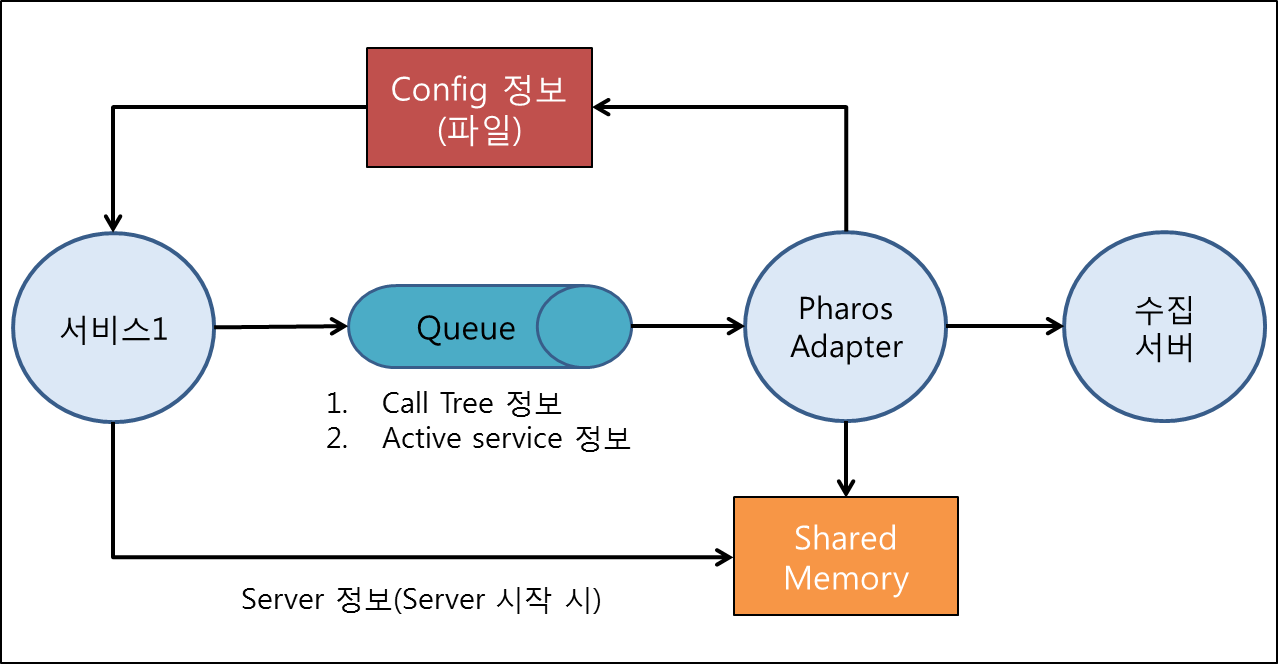 Config 정보
(파일)
서비스1
Queue
Pharos
Adapter
수집
서버
1. Call Tree 정보
2. Active service 정보
Shared
Memory
Server 정보(Server 시작 시)